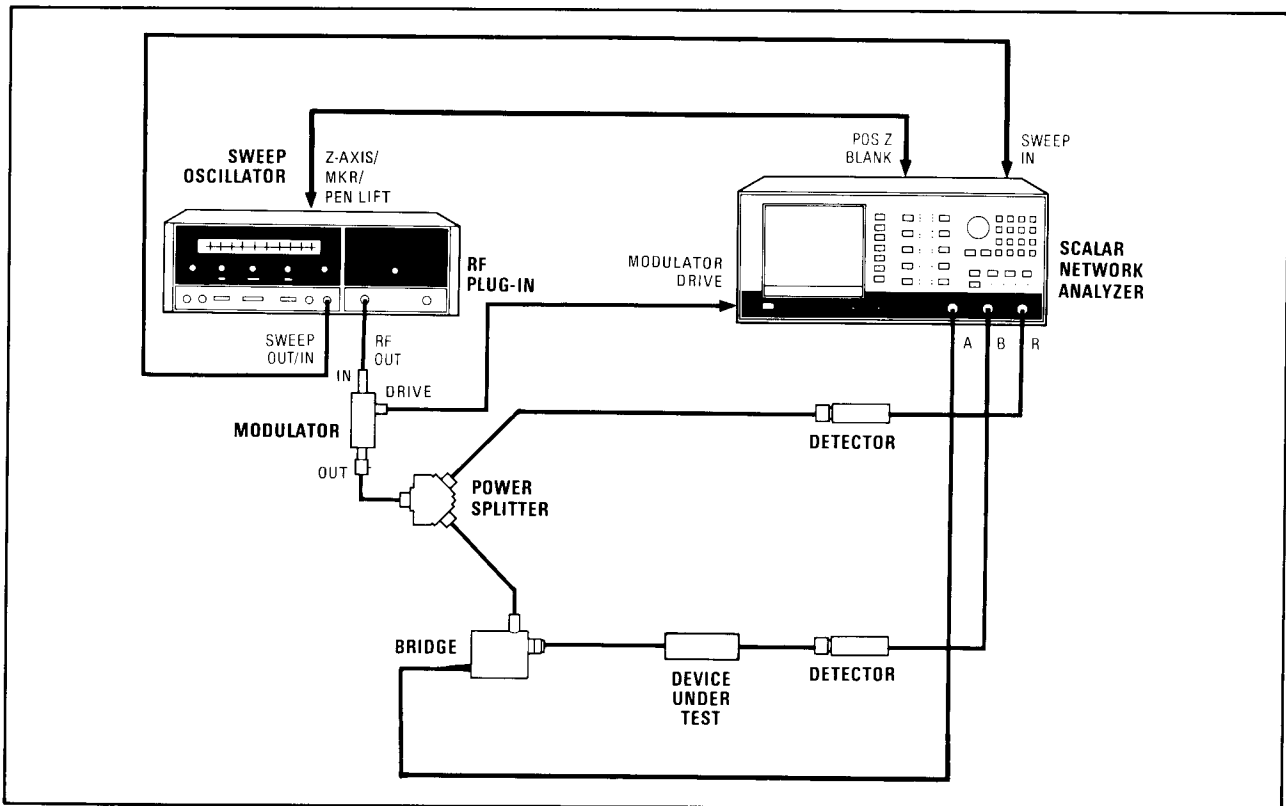 SWEEP
OSCILLATOR
Z-AXIS/
MKR/
PEN LIFT
POS Z
BLANK
SWEEP
IN
RF
PLUG-IN
MODULATOR
DRIVE
SCALAR
NETWORK
ANALYZER
SWEEP
OUT/IN
RF
OUT
IN
DRIVE
A
B
R
MODULATOR
OUT
DETECTOR
POWER
SPLITTER
BRIDGE
DEVICE
UNDER
TEST
DETECTOR